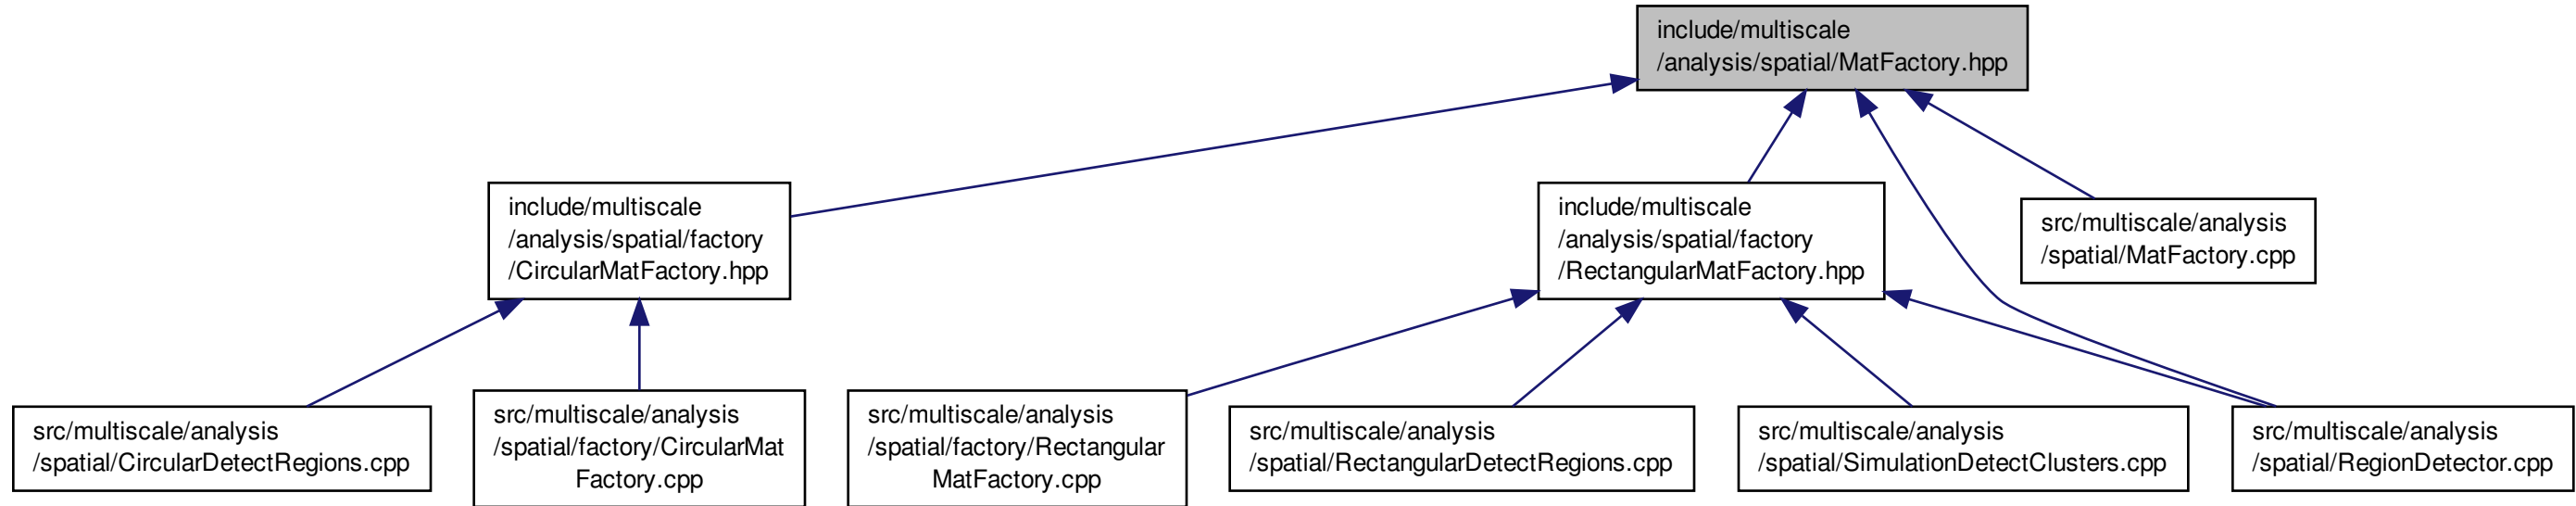 include/multiscale
/analysis/spatial/MatFactory.hpp
include/multiscale
/analysis/spatial/factory
/CircularMatFactory.hpp
include/multiscale
/analysis/spatial/factory
/RectangularMatFactory.hpp
src/multiscale/analysis
/spatial/MatFactory.cpp
src/multiscale/analysis
/spatial/CircularDetectRegions.cpp
src/multiscale/analysis
/spatial/factory/CircularMat
Factory.cpp
src/multiscale/analysis
/spatial/factory/Rectangular
MatFactory.cpp
src/multiscale/analysis
/spatial/RectangularDetectRegions.cpp
src/multiscale/analysis
/spatial/SimulationDetectClusters.cpp
src/multiscale/analysis
/spatial/RegionDetector.cpp